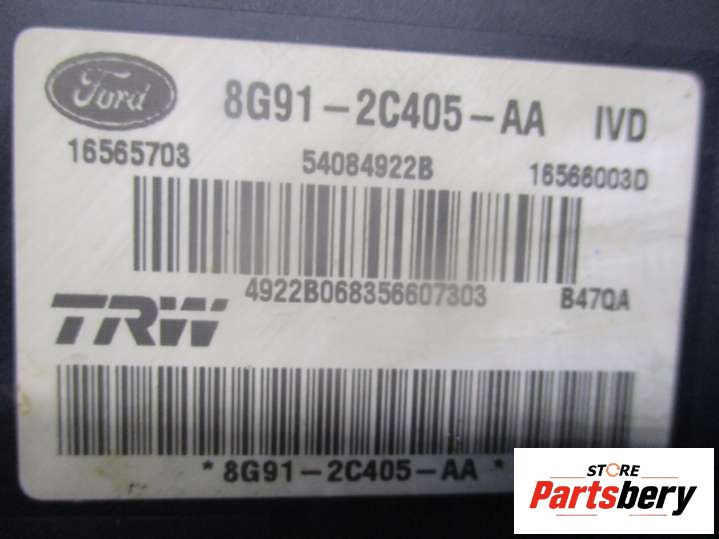 Ford 8G91-2C405-AA IVD
16565703 54084922B 16566003D
4922B068356607303 B47QA
TRW
* 8G91-2C405-AA *
STORE
Partsbery